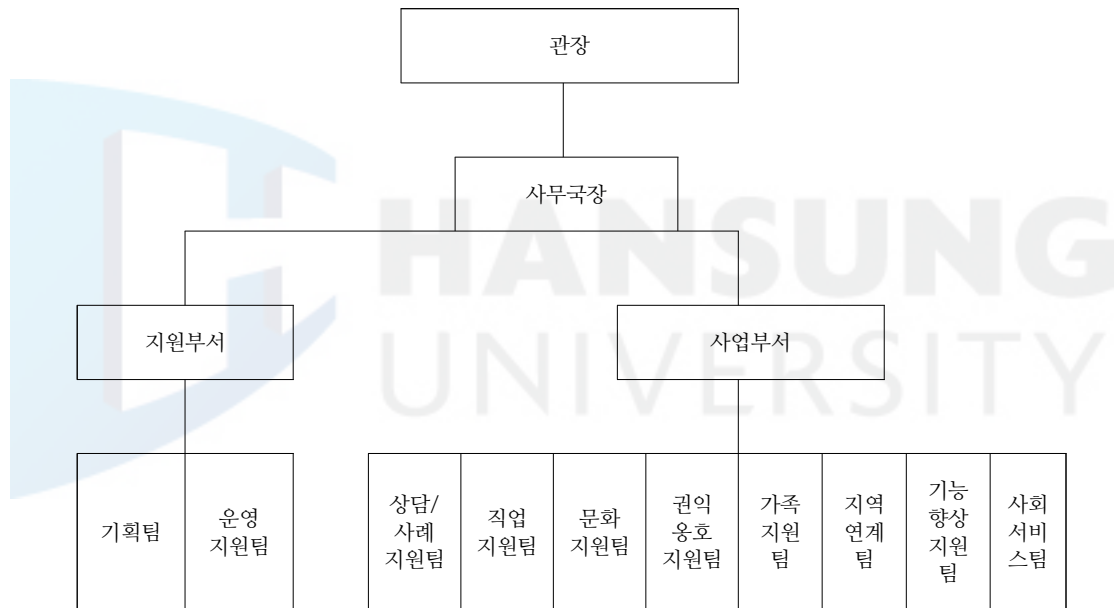 관장
사무국장
HANSUNG
UNIVERSITY
지원부서
사업부서
기획팀
운영
지원팀
상담/
사례
지원팀
직업
지원팀
문화
지원팀
권익
옹호
지원팀
가족
지원
팀
지역
연계
팀
기능
향상
지원
팀
사회
서비
스팀